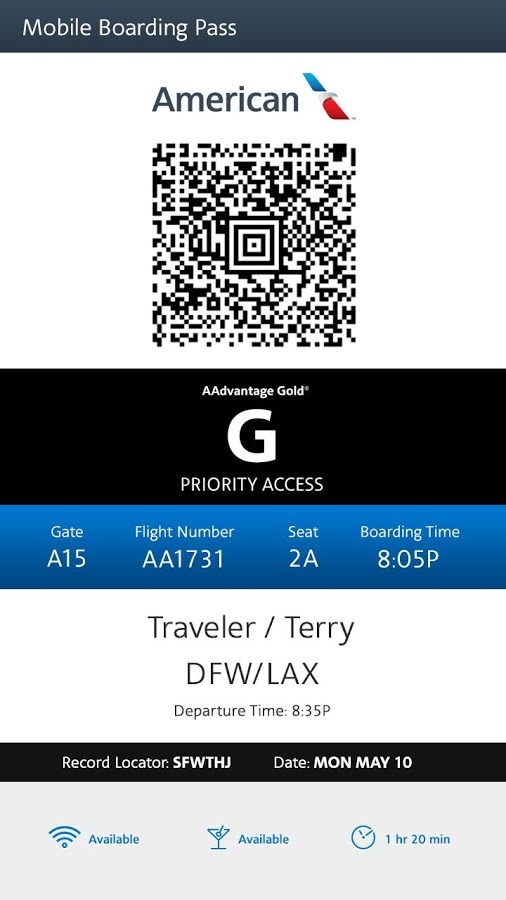 Mobile Boarding Pass
American
AAdvantage Gold®
G
PRIORITY ACCESS
Gate Flight Number Seat Boarding Time
A15 AA1731 2A 8:05P
Traveler / Terry
DFW/LAX
Departure Time: 8:35P
Record Locator: SFWTHJ Date: MON MAY 10
Available Available 1 hr 20 min